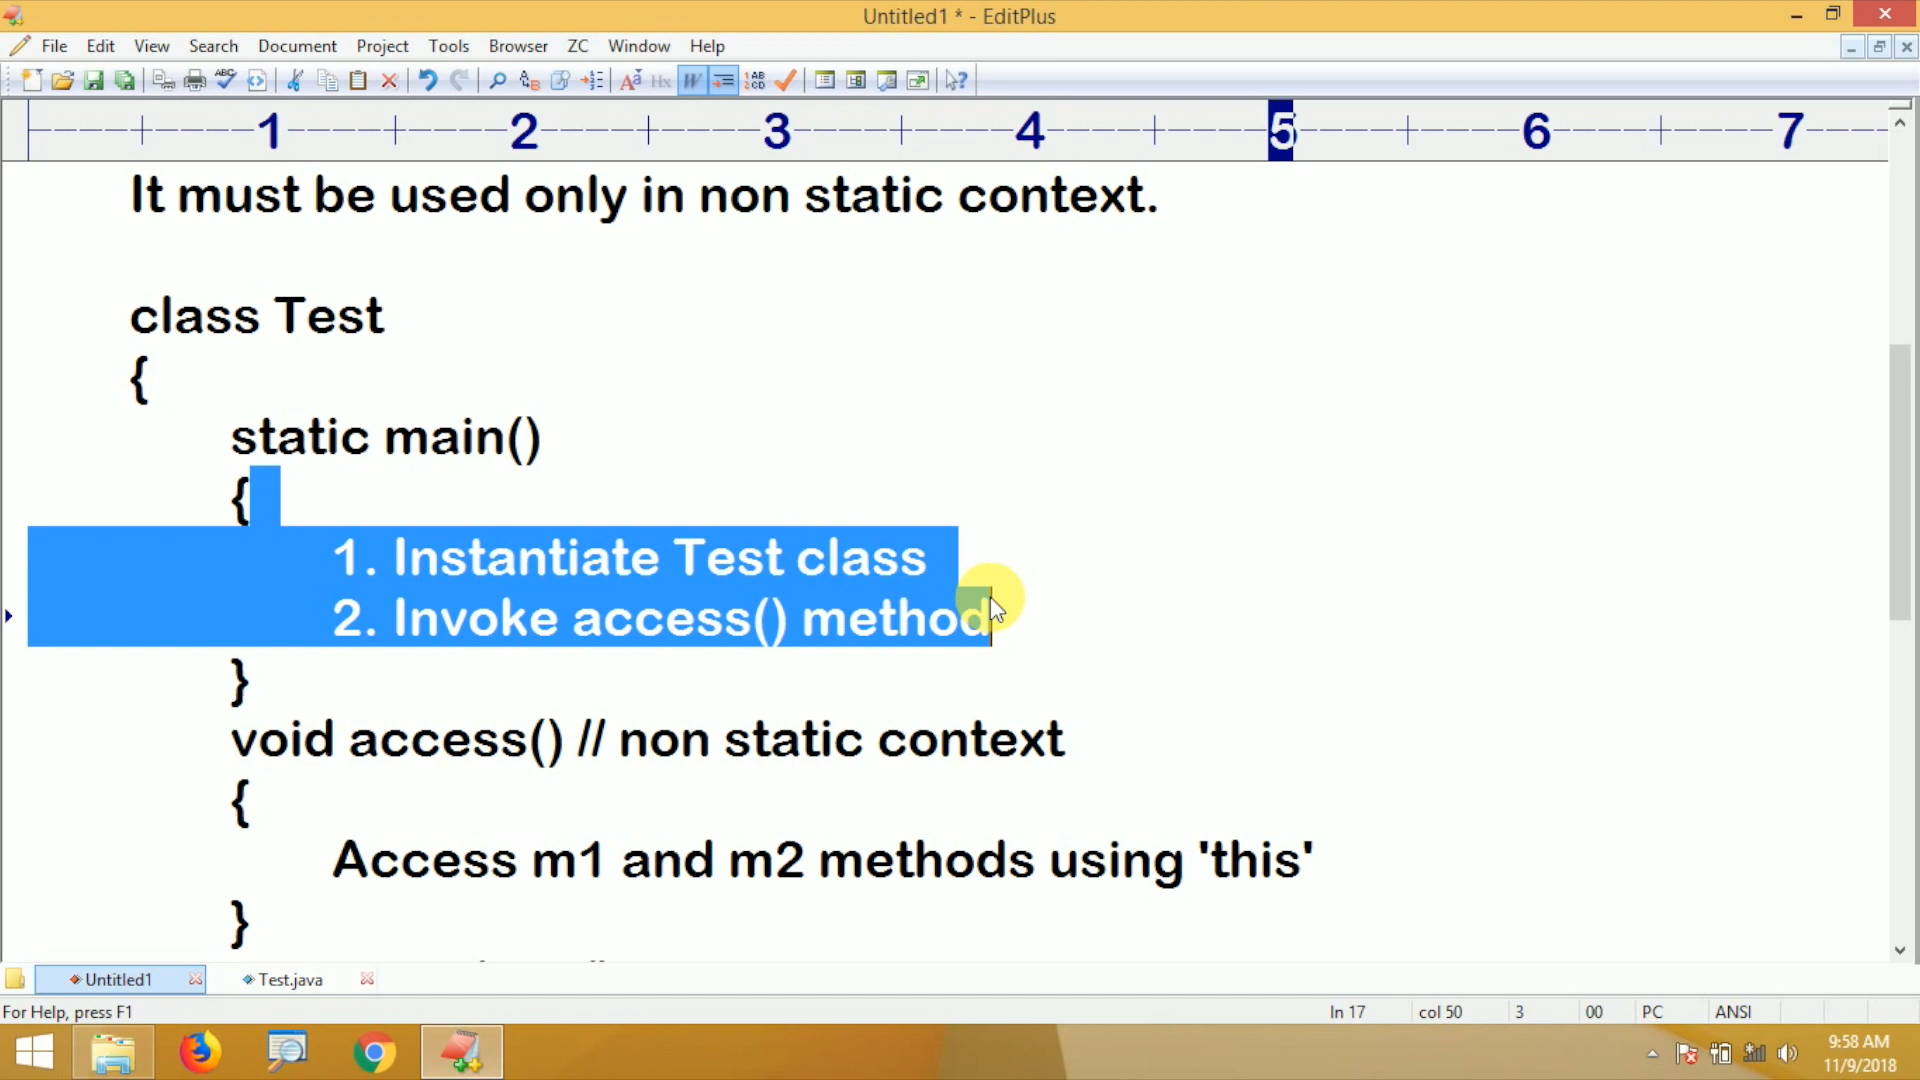 Untitled1 * - EditPlus
File Edit View Search Document Project Tools Browser ZC Window Help
1 2 3 4 5 6 7
It must be used only in non static context.
class Test
{
static main()
{
1. Instantiate Test class
2. Invoke access() method
}
void access() // non static context
{
Access m1 and m2 methods using 'this'
}
Untitled1 Test.java
For Help, press F1 ln 17 col 50 3 00 PC ANSI
9:58 AM
11/9/2018